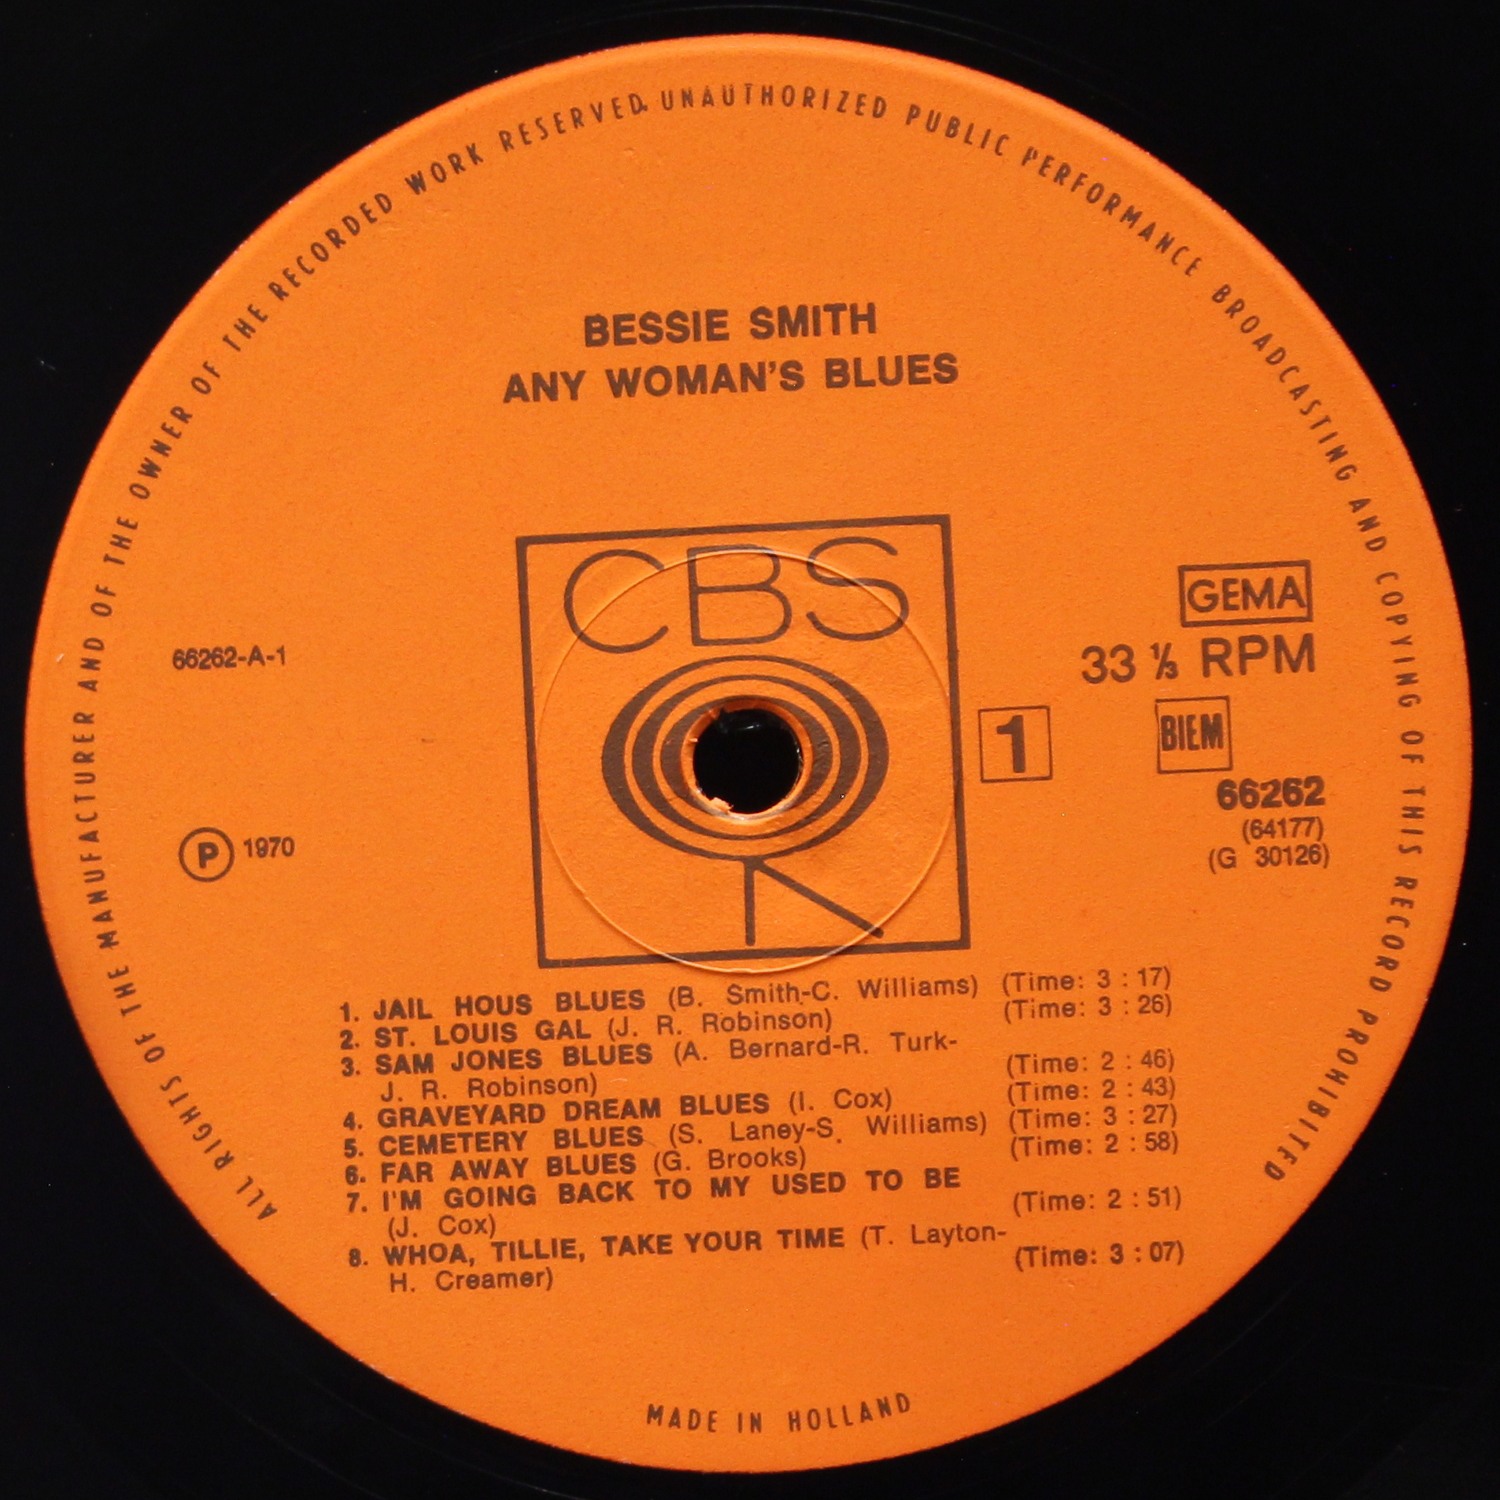 ALL RIGHTS OF THE MANUFACTURER AND OF THE OWNER OF THE RECORDED WORK RESERVED. UNAUTHORIZED PUBLIC PERFORMANCE BROADCASTING AND COPYING OF THIS RECORD PROHIBITED
BESSIE SMITH
ANY WOMAN'S BLUES
CBS
GEMA
33 ⅓ RPM
66262-A-1
1
BIEM
66262
(64177)
(G 30126)
P 1970
1. JAIL HOUS BLUES (B. Smith-C. Williams) (Time: 3 : 17)
2. ST. LOUIS GAL (J. R. Robinson) (Time: 3 : 26)
3. SAM JONES BLUES (A. Bernard-R. Turk-
J. R. Robinson) (Time: 2 : 46)
4. GRAVEYARD DREAM BLUES (I. Cox) (Time: 2 : 43)
5. CEMETERY BLUES (S. Laney-S. Williams) (Time: 3 : 27)
6. FAR AWAY BLUES (G. Brooks) (Time: 2 : 58)
7. I'M GOING BACK TO MY USED TO BE
(J. Cox) (Time: 2 : 51)
8. WHOA, TILLIE, TAKE YOUR TIME (T. Layton-
H. Creamer) (Time: 3 : 07)
MADE IN HOLLAND